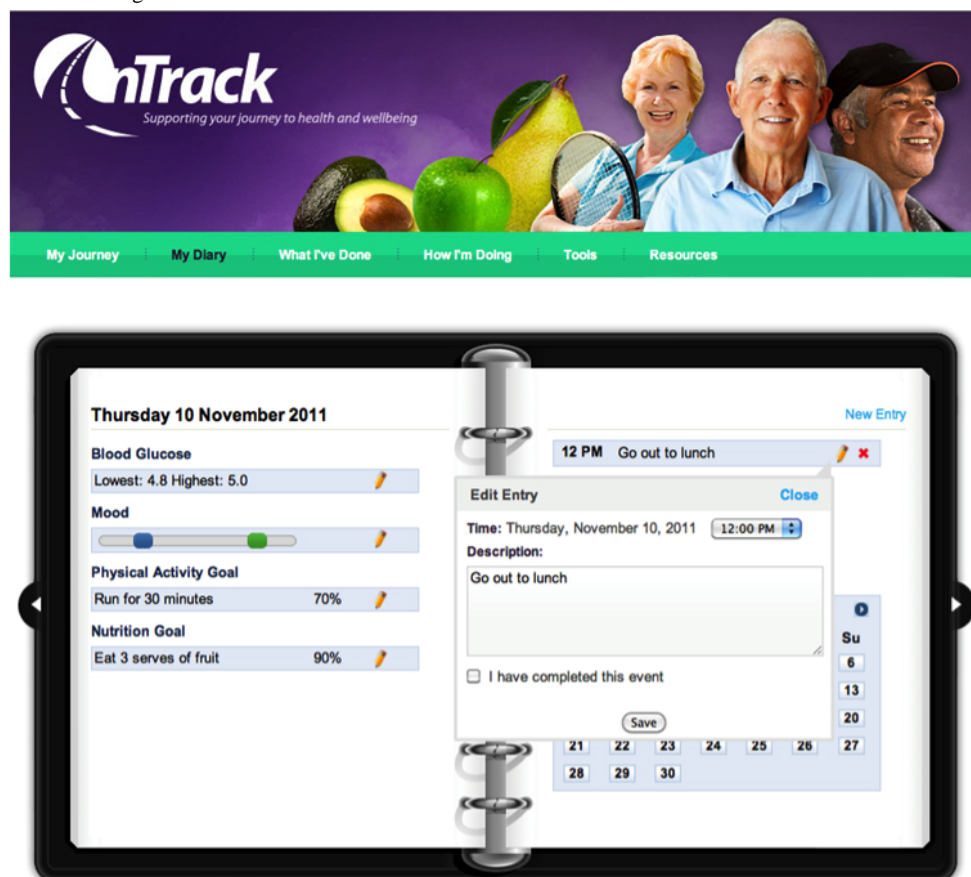 OnTrack
Supporting your journey to health and wellbeing
My Journey My Diary What I've Done How I'm Doing Tools Resources
Thursday 10 November 2011
Blood Glucose
Lowest: 4.8 Highest: 5.0
Mood
Physical Activity Goal
Run for 30 minutes 70%
Nutrition Goal
Eat 3 serves of fruit 90%
New Entry
12 PM Go out to lunch
Edit Entry Close
Time: Thursday, November 10, 2011 12:00 PM
Description:
Go out to lunch
I have completed this event
Save
Su
6
13
20
21 22 23 24 25 26 27
28 29 30